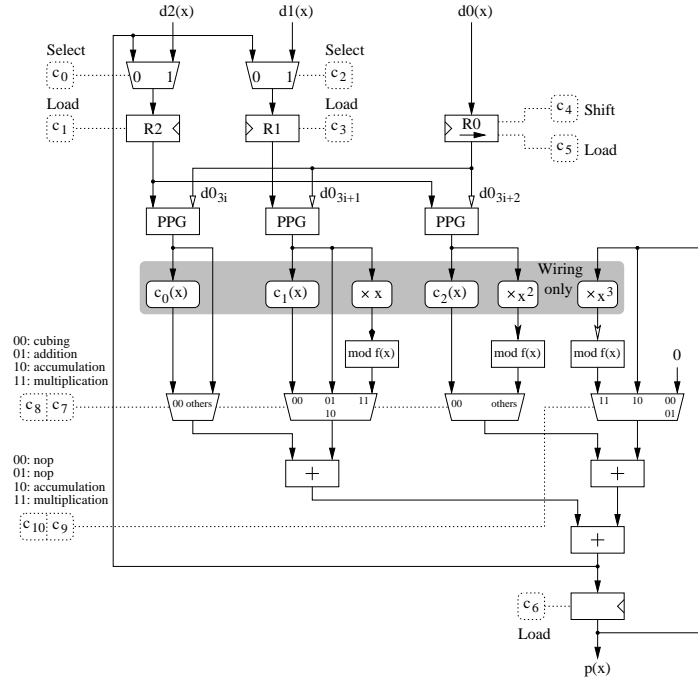 d2(x) d1(x) d0(x)
Select Select
c0 0 1 0 1 c2
c4 Shift
Load Load
c1 R2 R1 c3 R0
c5 Load
d03i d03i+1 d03i+2
PPG PPG PPG
Wiring
only
c0(x) c1(x) × x c2(x) ×x2 ×x3
mod f(x) mod f(x) mod f(x) 0
00: cubing
01: addition
10: accumulation
11: multiplication
c8 c7 00 others 00 01 11 00 others 11 10 00
10 01
00: nop
01: nop
10: accumulation
11: multiplication
+ +
c10 c9
+
c6
Load
p(x)